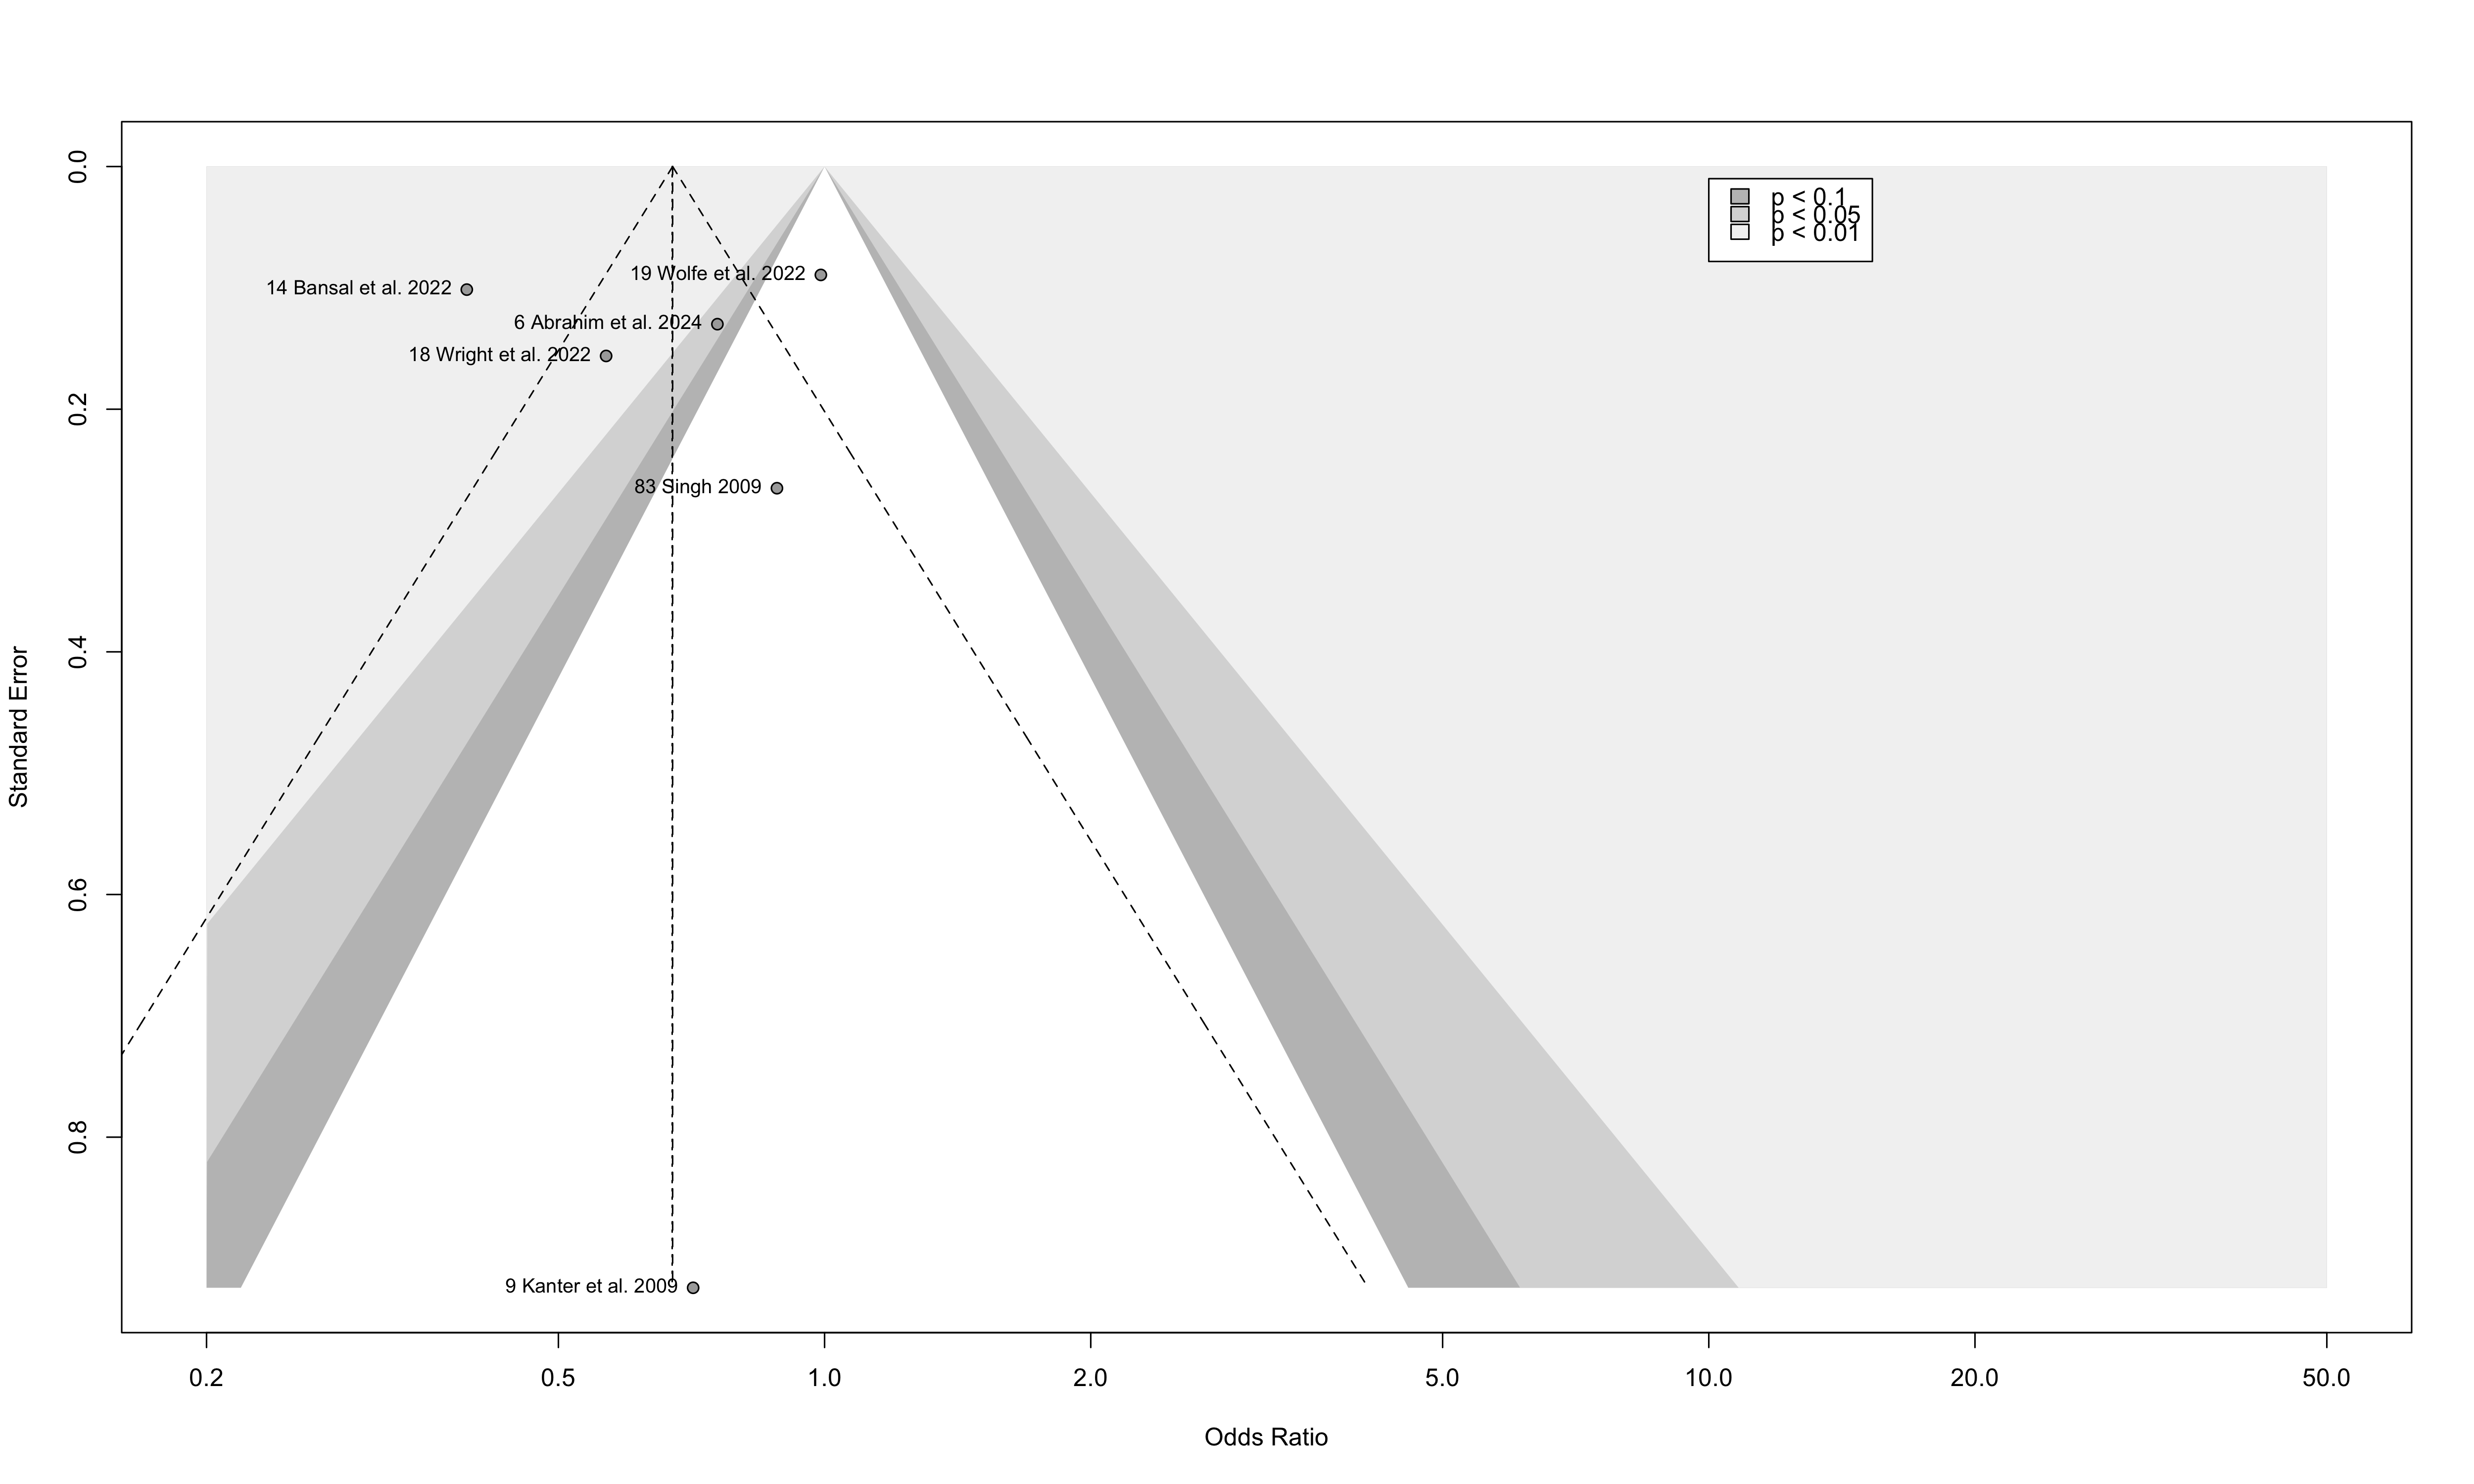 p < 0.1
p < 0.05
p < 0.01
19 Wolfe et al. 2022
14 Bansal et al. 2022
6 Abrahim et al. 2024
18 Wright et al. 2022
83 Singh 2009
9 Kanter et al. 2009
0.0
0.2
0.4
0.6
0.8
Standard Error
0.2
0.5
1.0
2.0
5.0
10.0
20.0
50.0
Odds Ratio